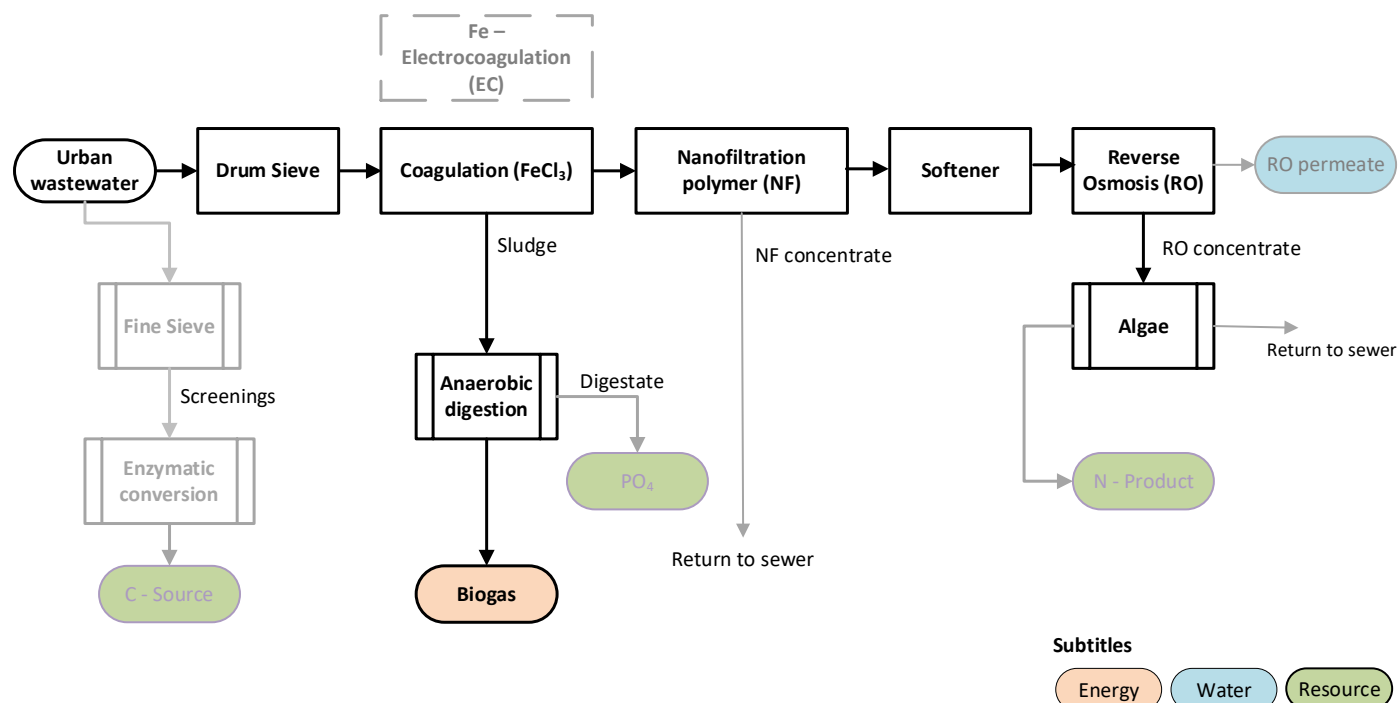 Fe –
Electrocoagulation
(EC)
Urban
wastewater
Drum Sieve
Coagulation (FeCl₃)
Nanofiltration
polymer (NF)
Softener
Reverse
Osmosis (RO)
RO permeate
Sludge
NF concentrate
RO concentrate
Fine Sieve
Algae
Return to sewer
Screenings
Anaerobic
digestion
Digestate
Enzymatic
conversion
PO₄
N - Product
Return to sewer
C - Source
Biogas
Subtitles
Energy
Water
Resource